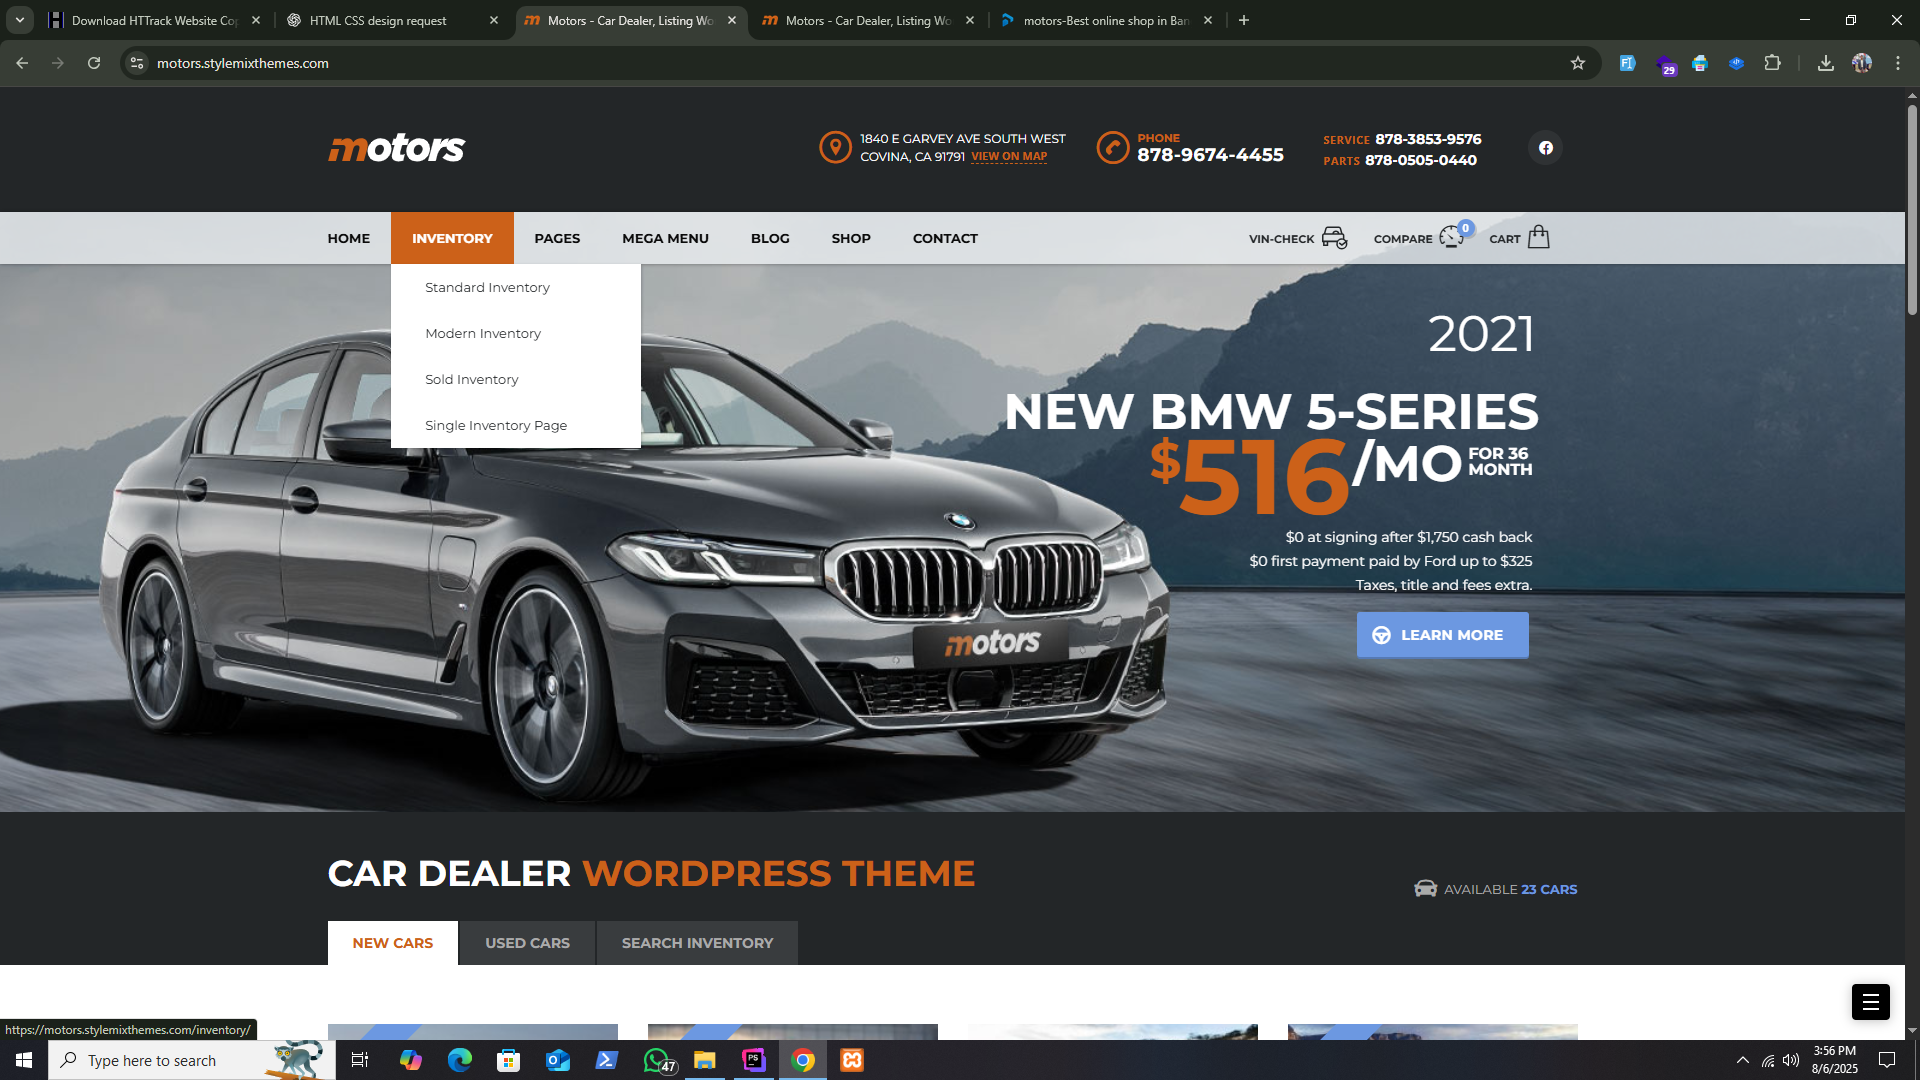 Download HTTrack Website Cop
HTML CSS design request
Motors - Car Dealer, Listing Wo
Motors - Car Dealer, Listing Wo
motors-Best online shop in Ban
motors.stylemixthemes.com
29
motors
1840 E GARVEY AVE SOUTH WEST
COVINA, CA 91791 VIEW ON MAP
PHONE
878-9674-4455
SERVICE 878-3853-9576
PARTS 878-0505-0440
HOME
INVENTORY
PAGES
MEGA MENU
BLOG
SHOP
CONTACT
VIN-CHECK
COMPARE
0
CART
Standard Inventory
Modern Inventory
Sold Inventory
Single Inventory Page
2021
NEW BMW 5-SERIES
$516/MO FOR 36
MONTH
$0 at signing after $1,750 cash back
$0 first payment paid by Ford up to $325
Taxes, title and fees extra.
LEARN MORE
motors
CAR DEALER WORDPRESS THEME
AVAILABLE 23 CARS
NEW CARS
USED CARS
SEARCH INVENTORY
https://motors.stylemixthemes.com/inventory/
Type here to search
47
PS
3:56 PM
8/6/2025